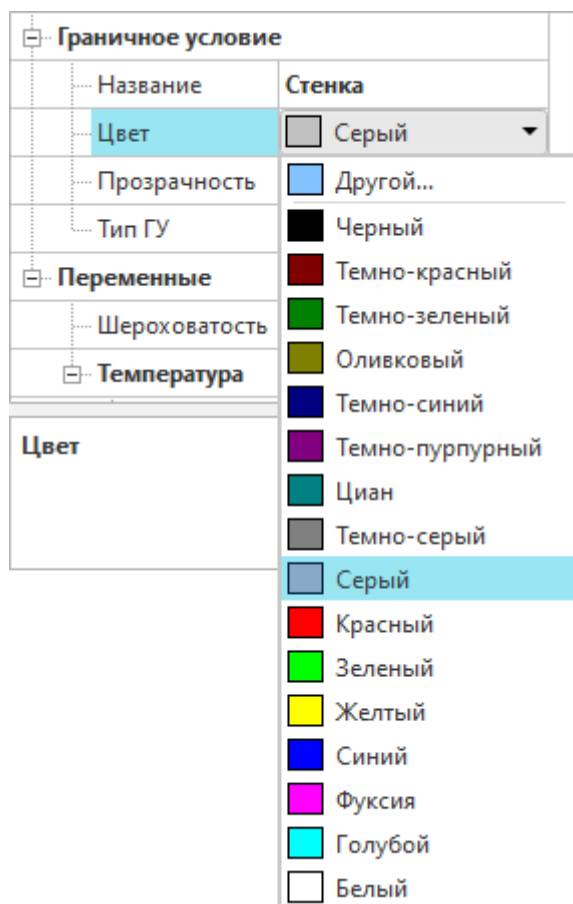 Граничное условие
Название Стенка
Цвет Серый
Прозрачность Другой...
Тип ГУ Черный
Переменные Темно-красный
Шероховатость Темно-зеленый
Температура Оливковый
Темно-синий
Цвет Темно-пурпурный
Циан
Темно-серый
Серый
Красный
Зеленый
Желтый
Синий
Фуксия
Голубой
Белый